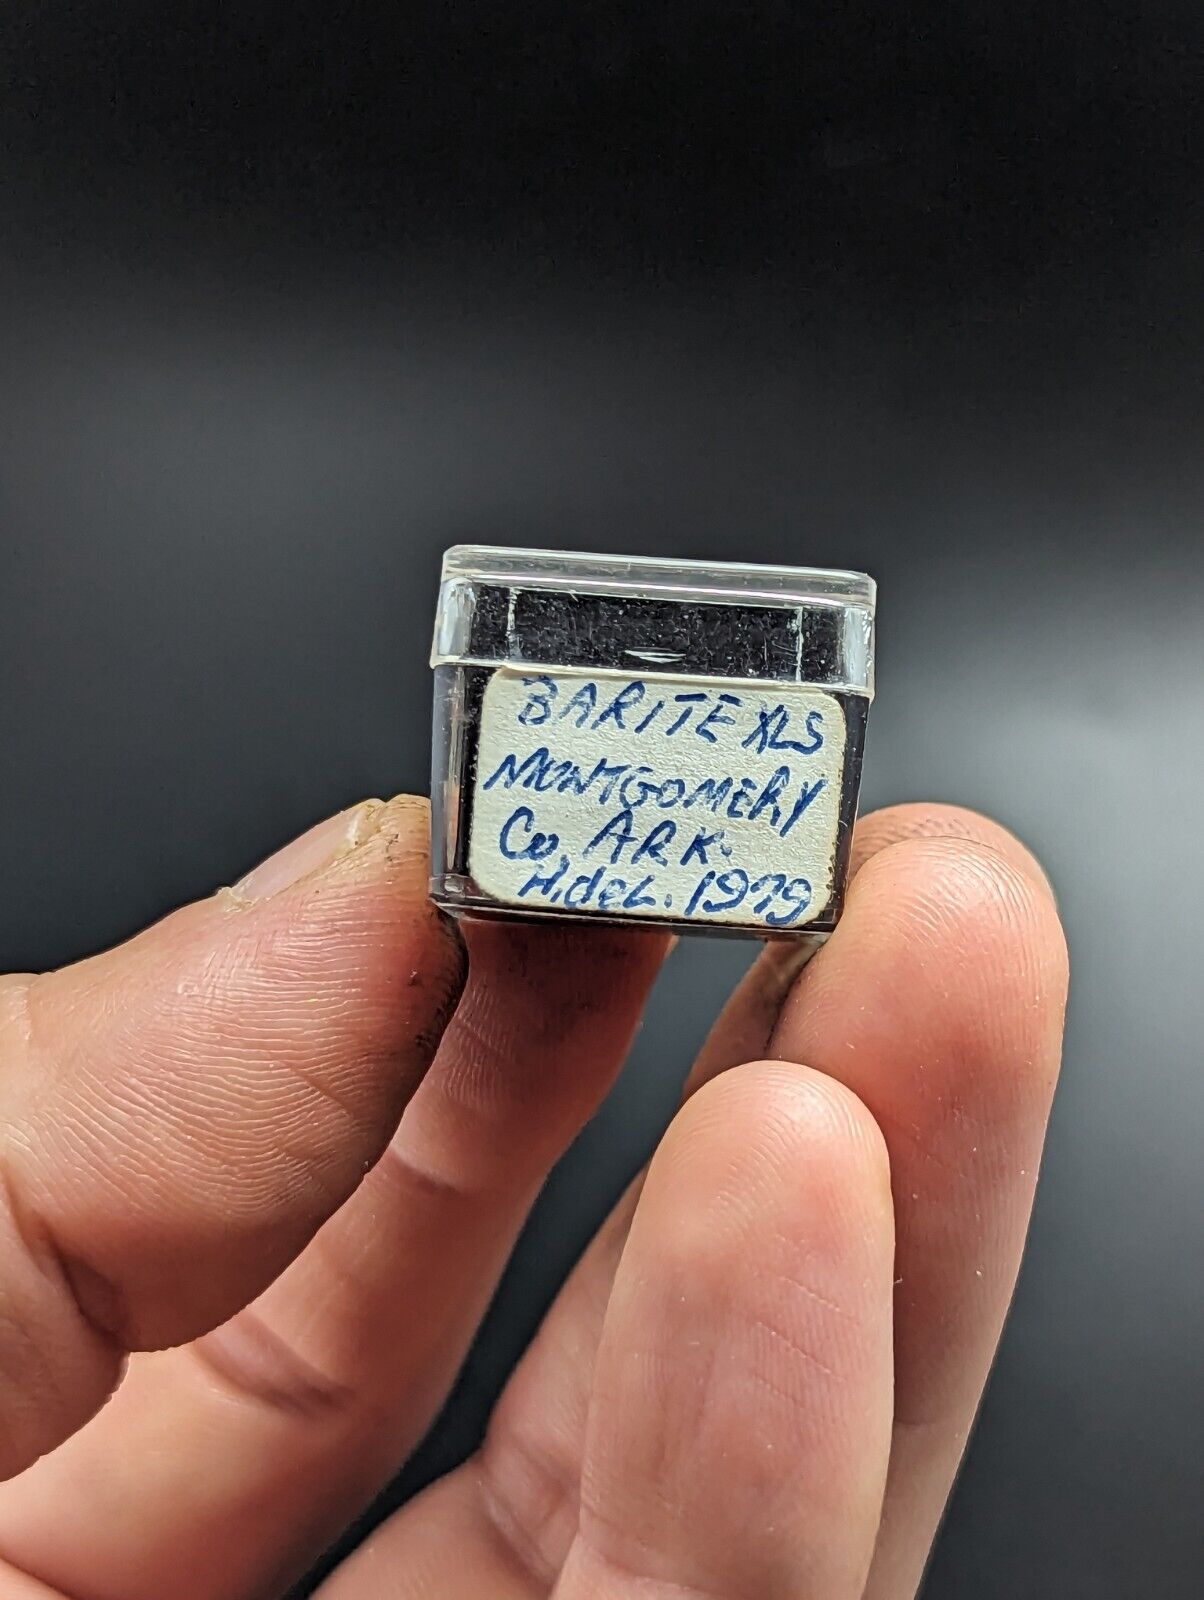 BARITE XLS
MONTGOMERY
Co, ARK.
H.deL. 1979